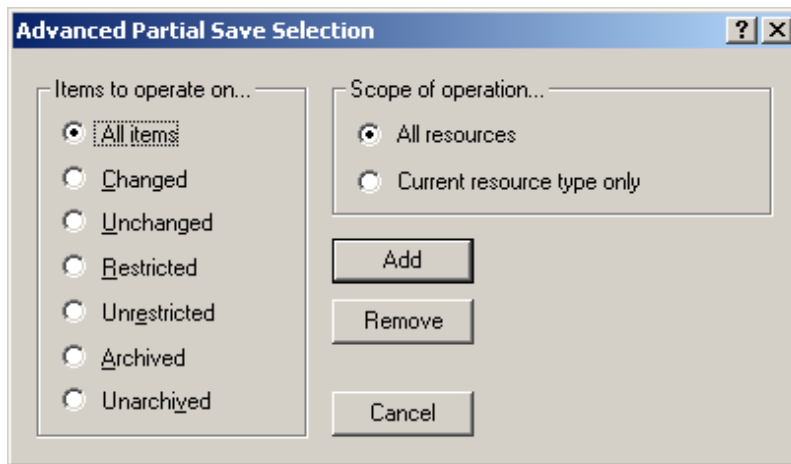 Advanced Partial Save Selection
Items to operate on...
All items
Changed
Unchanged
Restricted
Unrestricted
Archived
Unarchived
Scope of operation...
All resources
Current resource type only
Add
Remove
Cancel